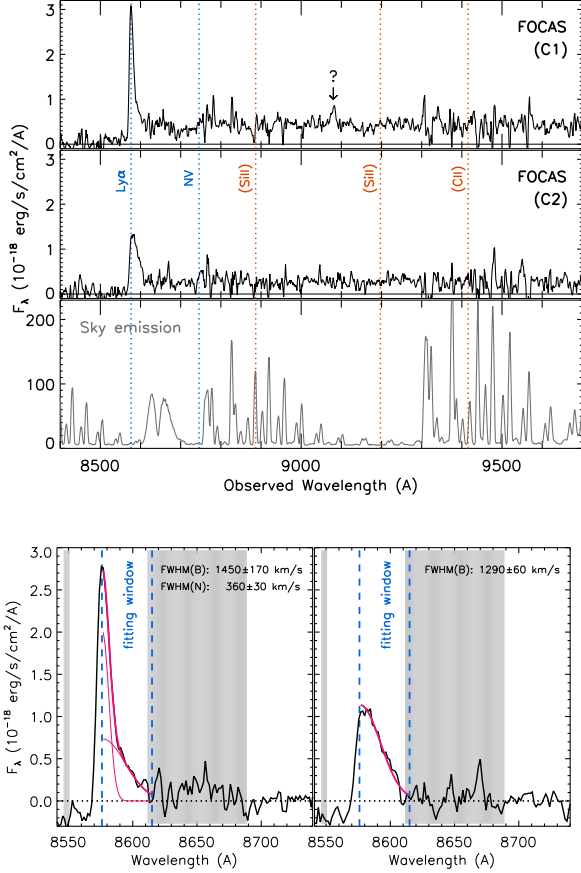 3
FOCAS
(C1)
2
?
1
0
3
Lyα
NV
(SiII)
(SiII)
(CII)
FOCAS
(C2)
2
1
0
Fλ (10⁻¹⁸ erg/s/cm²/A)
200
Sky emission
100
0
8500 9000 9500
Observed Wavelength (A)
3.0
2.5
2.0
1.5
1.0
0.5
0.0
Fλ (10⁻¹⁸ erg/s/cm²/A)
FWHM(B): 1450±170 km/s
FWHM(N): 360±30 km/s
fitting window
FWHM(B): 1290±60 km/s
fitting window
8550 8600 8650 8700
8550 8600 8650 8700
Wavelength (A)
Wavelength (A)